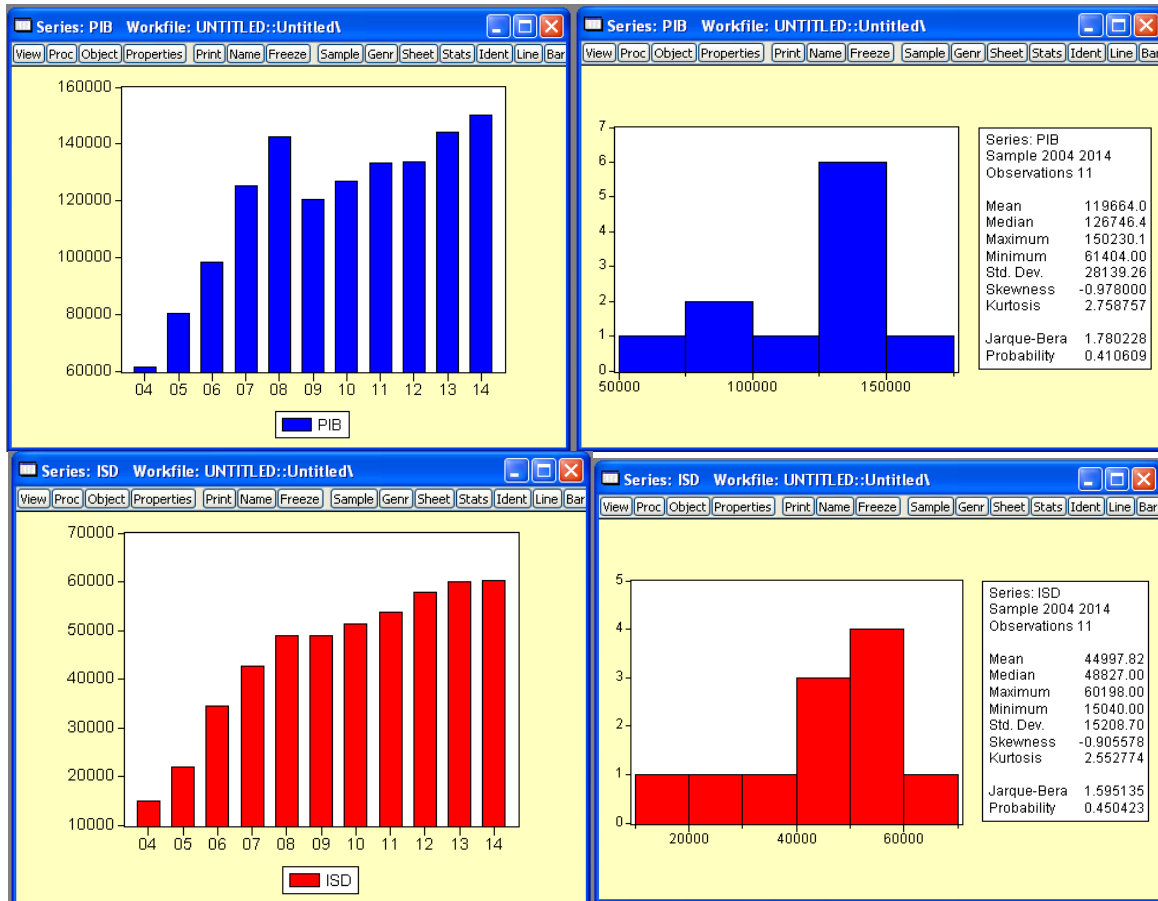 Series: PIB Workfile: UNTITLED::Untitled\
View Proc Object Properties Print Name Freeze Sample Genr Sheet Stats Ident Line Bar
160000
140000
120000
100000
80000
60000
04 05 06 07 08 09 10 11 12 13 14
PIB
Series: PIB Workfile: UNTITLED::Untitled\
View Proc Object Properties Print Name Freeze Sample Genr Sheet Stats Ident Line Bar
7
6
5
4
3
2
1
0
50000 100000 150000
Series: PIB
Sample 2004 2014
Observations 11
Mean 119664.0
Median 126746.4
Maximum 150230.1
Minimum 61404.00
Std. Dev. 28139.26
Skewness -0.978000
Kurtosis 2.758757
Jarque-Bera 1.780228
Probability 0.410609
Series: ISD Workfile: UNTITLED::Untitled\
View Proc Object Properties Print Name Freeze Sample Genr Sheet Stats Ident Line Bar
70000
60000
50000
40000
30000
20000
10000
04 05 06 07 08 09 10 11 12 13 14
ISD
Series: ISD Workfile: UNTITLED::Untitled\
View Proc Object Properties Print Name Freeze Sample Genr Sheet Stats Ident Line Bar
5
4
3
2
1
0
20000 40000 60000
Series: ISD
Sample 2004 2014
Observations 11
Mean 44997.82
Median 48827.00
Maximum 60198.00
Minimum 15040.00
Std. Dev. 15208.70
Skewness -0.905578
Kurtosis 2.552774
Jarque-Bera 1.595135
Probability 0.450423